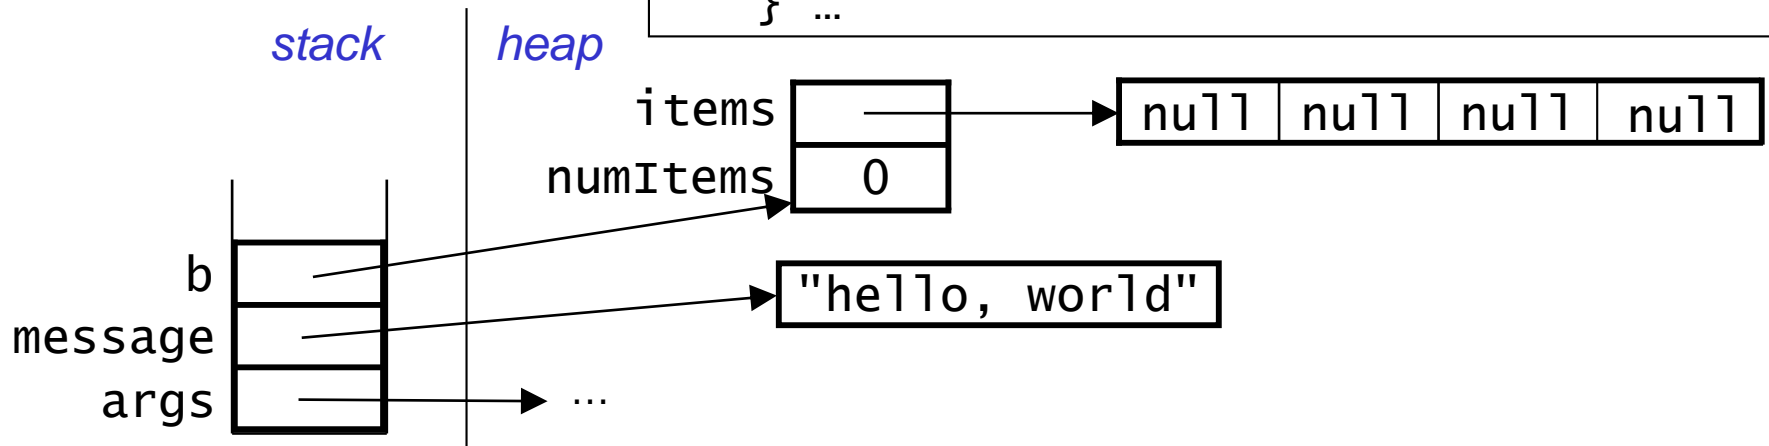 } …
stack heap
items null null null null
numItems 0
b
"hello, world"
message
args …